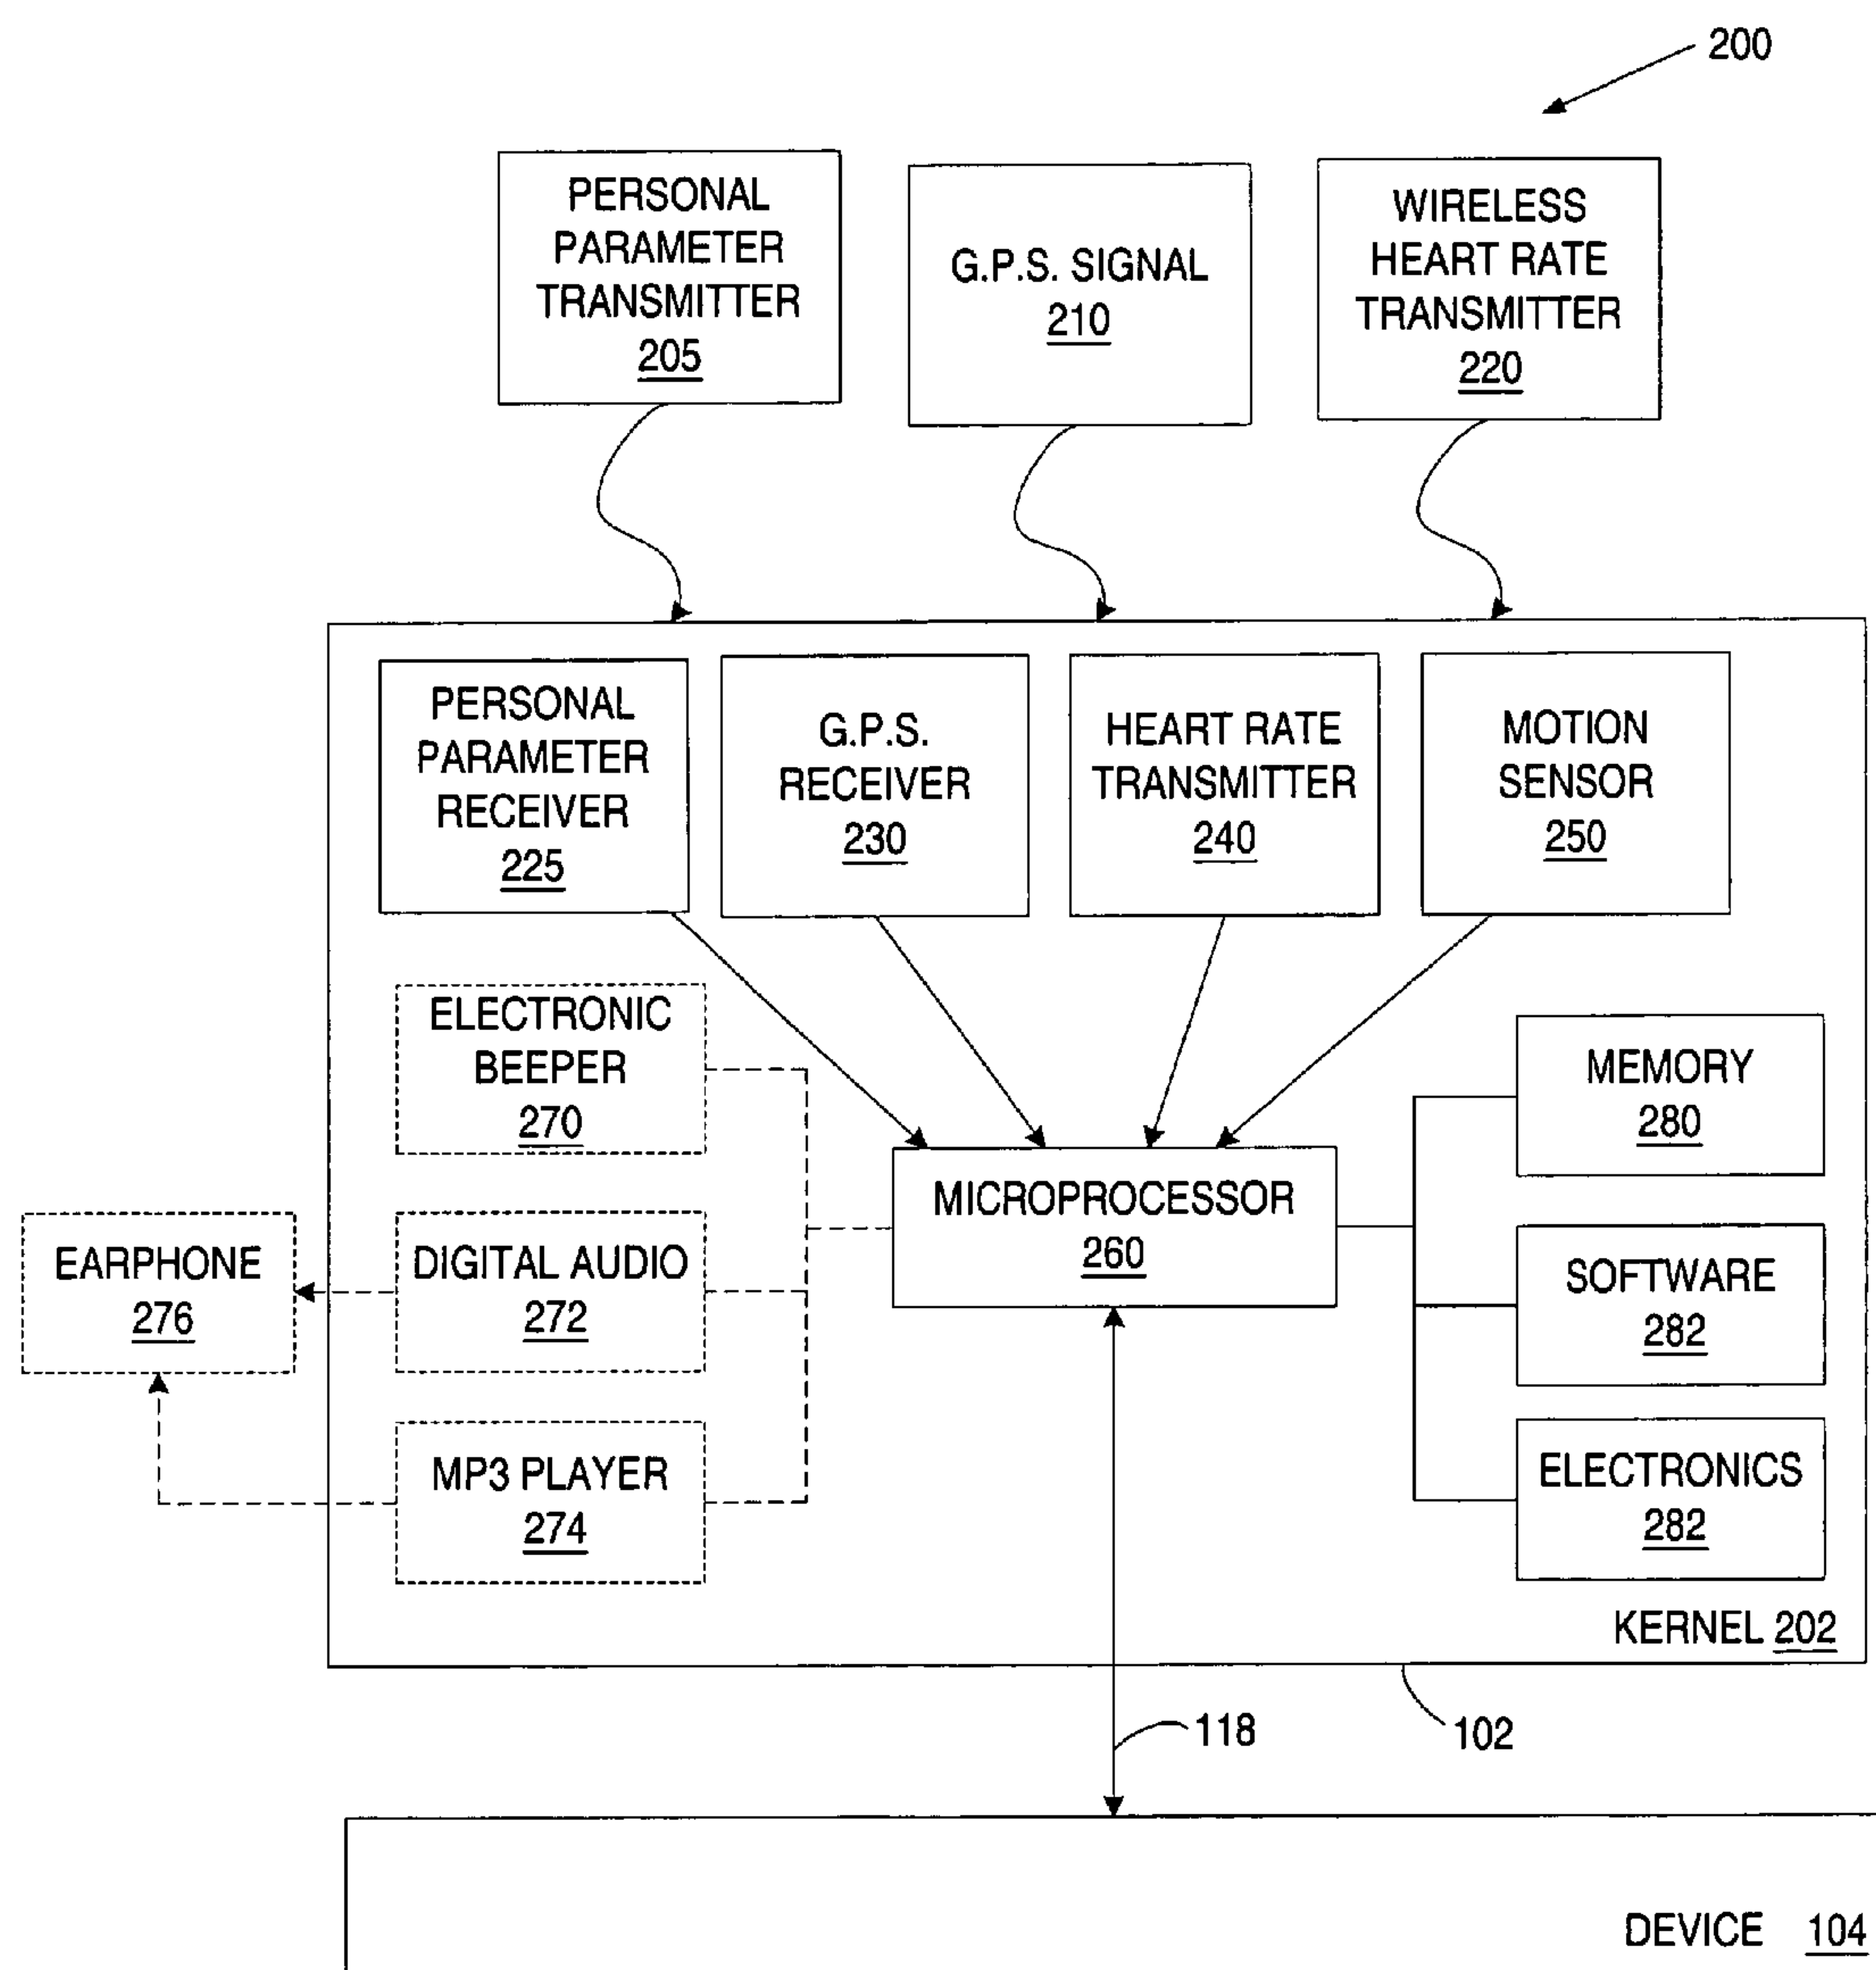 200
PERSONAL
PARAMETER
TRANSMITTER
205
G.P.S. SIGNAL
210
WIRELESS
HEART RATE
TRANSMITTER
220
PERSONAL
PARAMETER
RECEIVER
225
G.P.S.
RECEIVER
230
HEART RATE
TRANSMITTER
240
MOTION
SENSOR
250
ELECTRONIC
BEEPER
270
MEMORY
280
MICROPROCESSOR
260
EARPHONE
276
DIGITAL AUDIO
272
SOFTWARE
282
MP3 PLAYER
274
ELECTRONICS
282
KERNEL 202
118
102
DEVICE 104